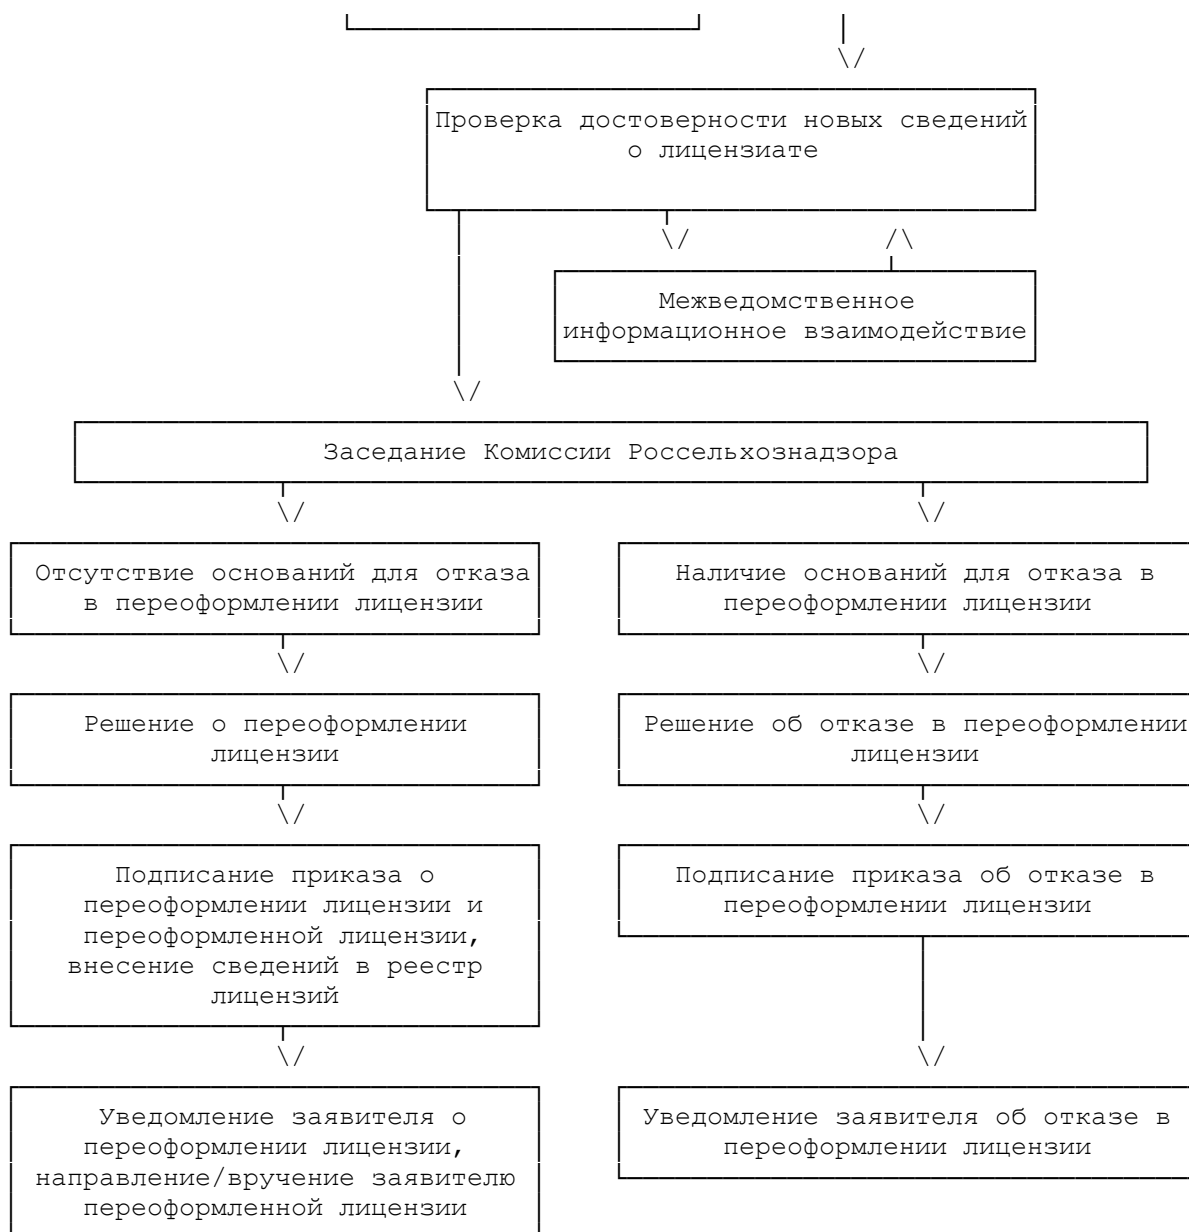 Проверка достоверности новых сведений
о лицензиате
Межведомственное
информационное взаимодействие
Заседание Комиссии Россельхознадзора
Отсутствие оснований для отказа
в переоформлении лицензии
Наличие оснований для отказа в
переоформлении лицензии
Решение о переоформлении
лицензии
Решение об отказе в переоформлении
лицензии
Подписание приказа о
переоформлении лицензии и
переоформленной лицензии,
внесение сведений в реестр
лицензий
Подписание приказа об отказе в
переоформлении лицензии
Уведомление заявителя о
переоформлении лицензии,
направление/вручение заявителю
переоформленной лицензии
Уведомление заявителя об отказе в
переоформлении лицензии